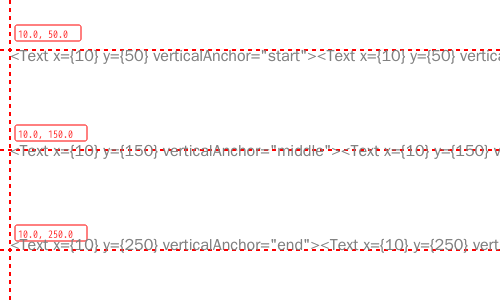 10.0, 50.0
<Text x={10} y={50} verticalAnchor="start"><Text x={10} y={50} vertica
10.0, 150.0
<Text x={10} y={150} verticalAnchor="middle"><Text x={10} y={150} v
10.0, 250.0
<Text x={10} y={250} verticalAnchor="end"><Text x={10} y={250} vert